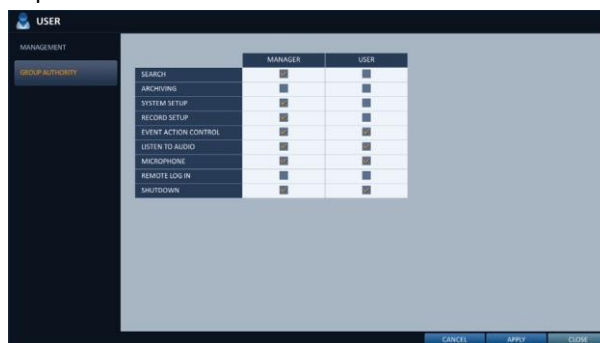 USER
MANAGEMENT
GROUP AUTHORITY
MANAGER USER
SEARCH
ARCHIVING
SYSTEM SETUP
RECORD SETUP
EVENT ACTION CONTROL
LISTEN TO AUDIO
MICROPHONE
REMOTE LOG IN
SHUTDOWN
CANCEL APPLY CLOSE